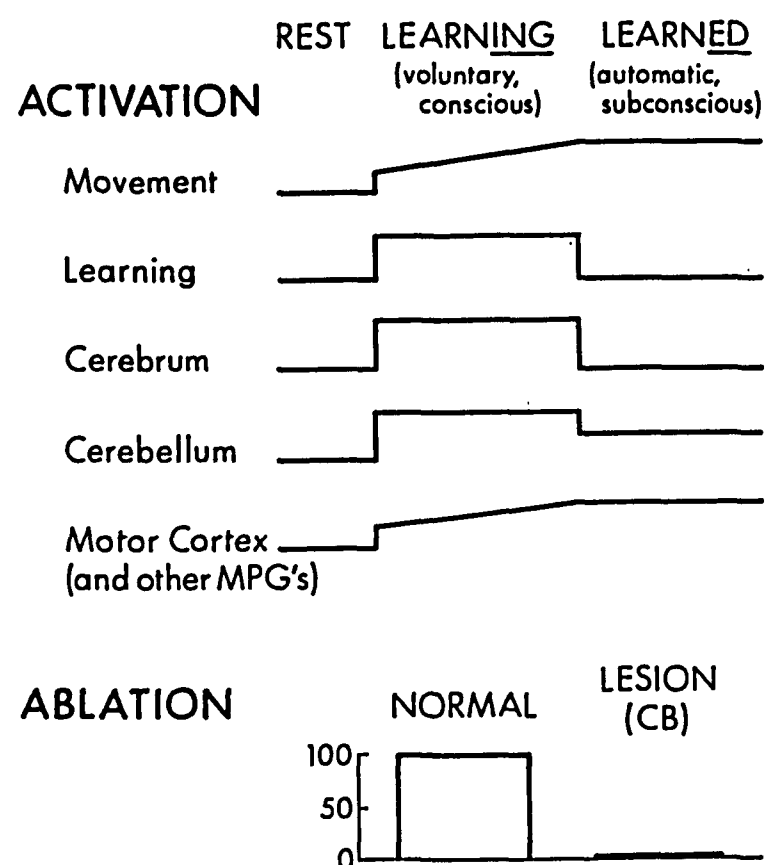 REST LEARNING LEARNED
(voluntary, conscious) (automatic, subconscious)
ACTIVATION
Movement
Learning
Cerebrum
Cerebellum
Motor Cortex
(and other MPG's)
ABLATION
NORMAL
LESION
(CB)
100
50
0